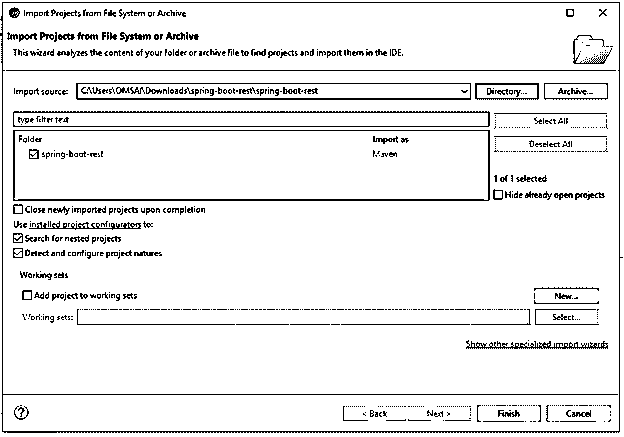 Import Projects from File System or Archive
Import Projects from File System or Archive
This wizard analyzes the content of your folder or archive file to find projects and import them in the IDE.
Import source: C:\Users\OMSAI\Downloads\spring-boot-rest\spring-boot-rest Directory... Archive...
type filter text Select All
Folder Import as
spring-boot-rest Maven
Deselect All
1 of 1 selected
Hide already open projects
Close newly imported projects upon completion
Use installed project configurators to:
Search for nested projects
Detect and configure project natures
Working sets
Add project to working sets New...
Working sets: Select...
Show other specialized import wizards
? < Back Next > Finish Cancel